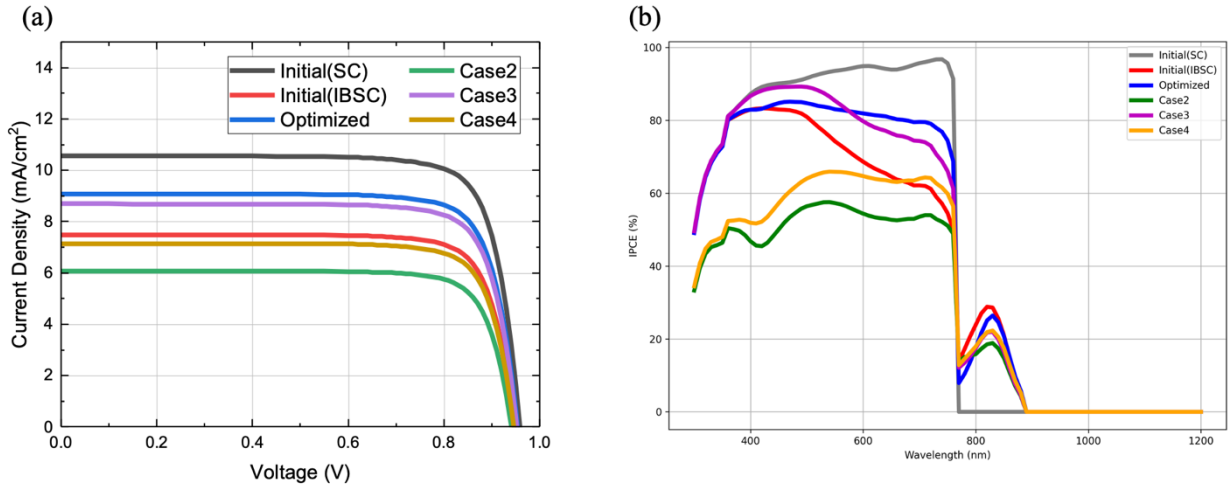 (a)
14
12
10
8
6
4
2
0
0.0 0.2 0.4 0.6 0.8 1.0
Current Density (mA/cm²)
Voltage (V)
Initial(SC) Case2
Initial(IBSC) Case3
Optimized Case4
(b)
100
80
60
40
20
0
400 600 800 1000 1200
IPCE (%)
Wavelength (nm)
Initial(SC)
Initial(IBSC)
Optimized
Case2
Case3
Case4